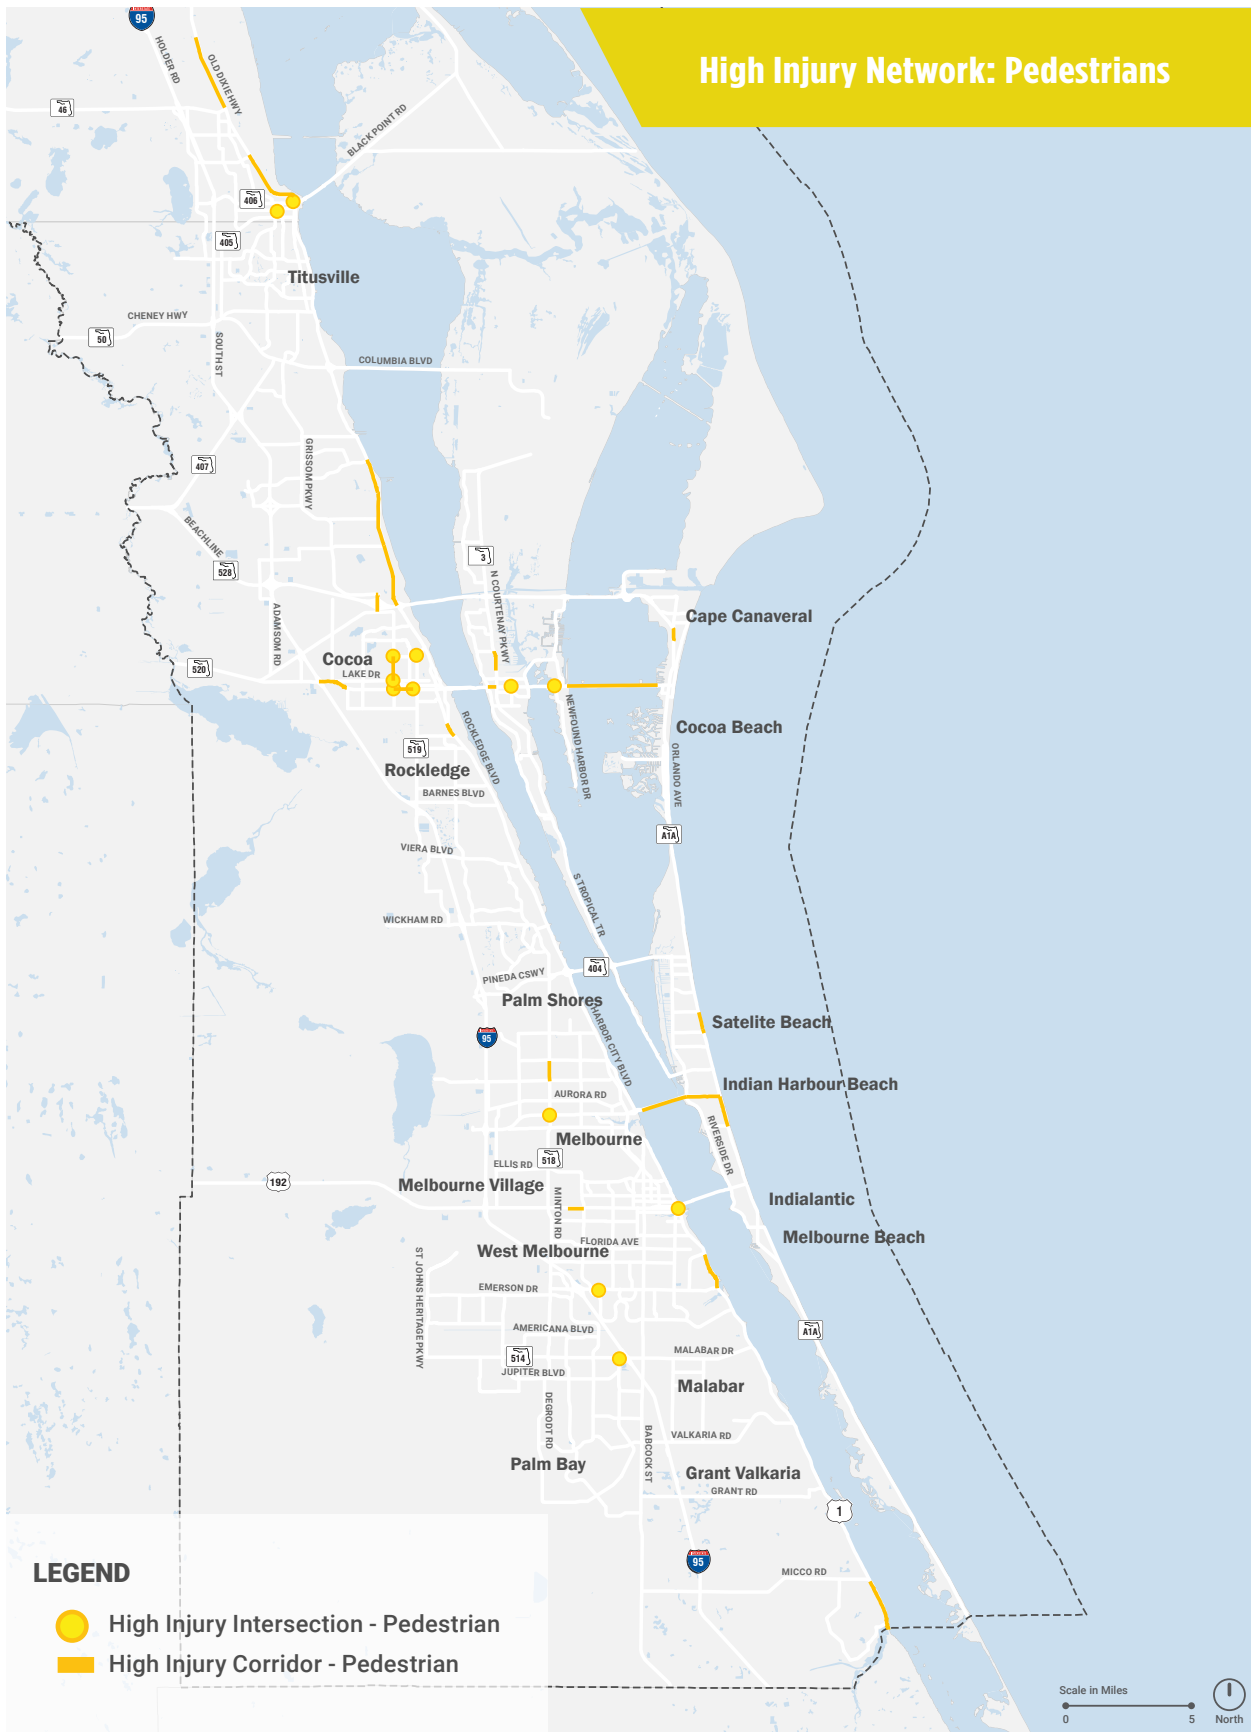 High Injury Network: Pedestrians
95
HOLDER RD
OLD DIXIE HWY
46
BLACK POINT RD
406
405
Titusville
CHENEY HWY
50
SOUTH ST
COLUMBIA BLVD
GRISSOM PKWY
407
BEACHLINE
528
3
N COURTENAY PKWY
ADAMSOM RD
Cape Canaveral
Cocoa
LAKE DR
520
NEWFOUND HARBOR DR
Cocoa Beach
ROCKLEDGE BLVD
ORLANDO AVE
519
Rockledge
BARNES BLVD
A1A
VIERA BLVD
S TROPICAL TR
WICKHAM RD
404
PINEDA CSWY
Palm Shores
HARBOR CITY BLVD
Satelite Beach
95
Indian Harbour Beach
AURORA RD
RIVERSIDE DR
Melbourne
518
ELLIS RD
192
Melbourne Village
MINTON RD
Indialantic
Melbourne Beach
FLORIDA AVE
West Melbourne
ST JOHNS HERITAGE PKWY
EMERSON DR
AMERICANA BLVD
A1A
514
MALABAR DR
JUPITER BLVD
Malabar
DEGRODT RD
BABCOCK ST
VALKARIA RD
Palm Bay
Grant Valkaria
GRANT RD
1
95
MICCO RD
LEGEND
High Injury Intersection - Pedestrian
High Injury Corridor - Pedestrian
Scale in Miles
0 5
North